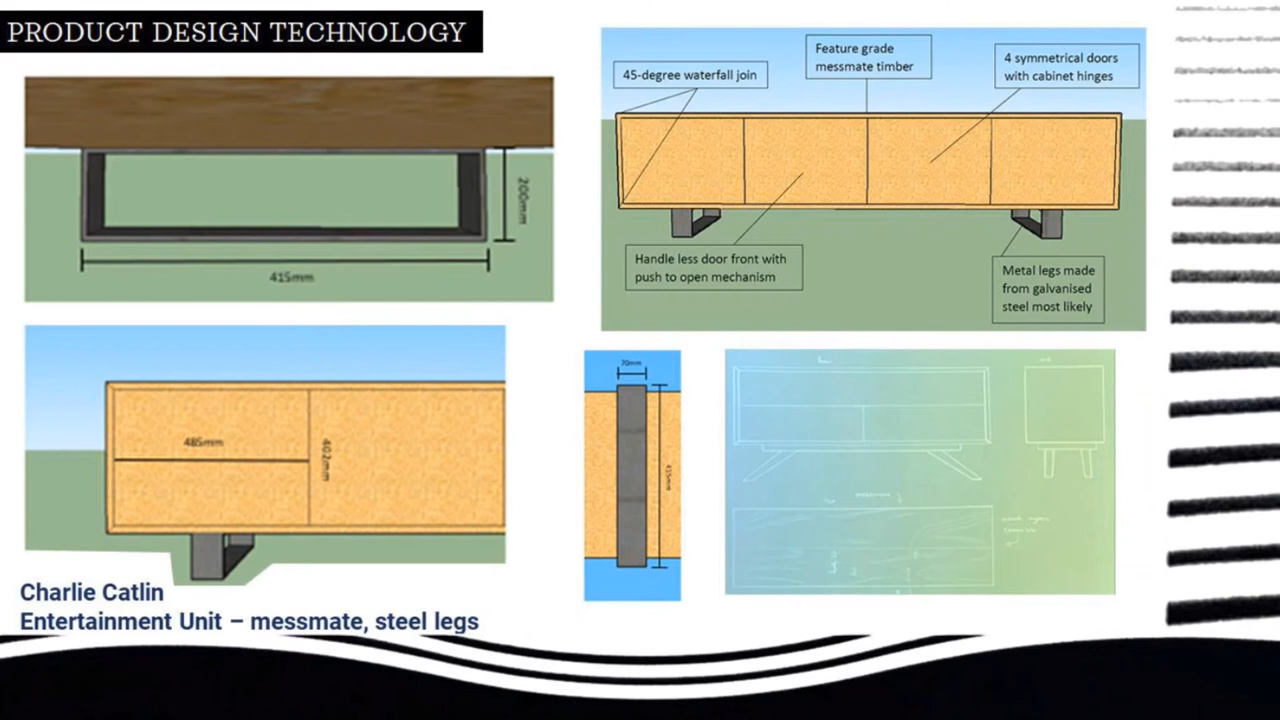 PRODUCT DESIGN TECHNOLOGY
200mm
415mm
45-degree waterfall join
Feature grade
messmate timber
4 symmetrical doors
with cabinet hinges
Handle less door front with
push to open mechanism
Metal legs made
from galvanised
steel most likely
485mm
402mm
70mm
415mm
Charlie Catlin
Entertainment Unit – messmate, steel legs